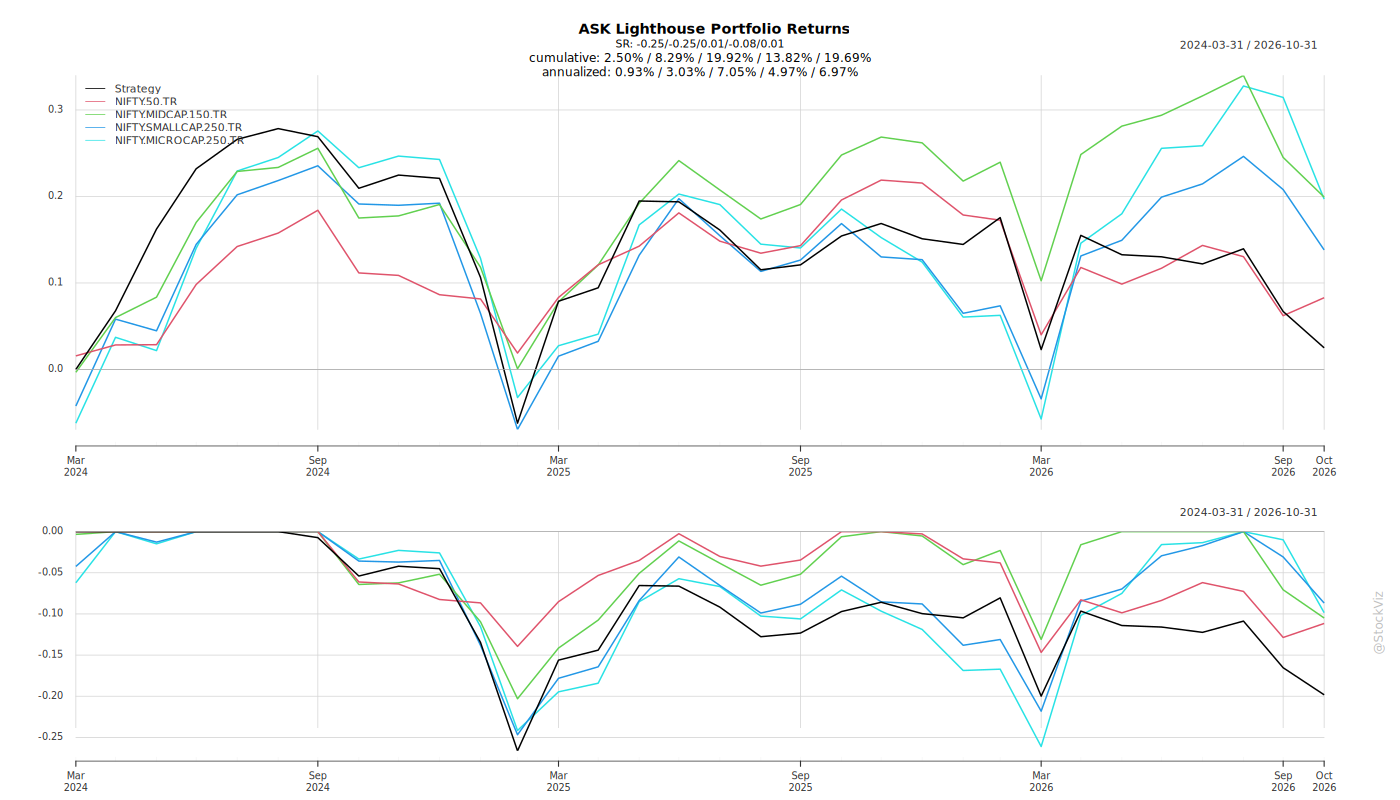 ASK Lighthouse Portfolio Returns
SR: -0.25/-0.25/0.01/-0.08/0.01
cumulative: 2.50% / 8.29% / 19.92% / 13.82% / 19.69%
annualized: 0.93% / 3.03% / 7.05% / 4.97% / 6.97%
2024-03-31 / 2026-10-31
Strategy
NIFTY.50.TR
NIFTY.MIDCAP.150.TR
NIFTY.SMALLCAP.250.TR
NIFTY.MICROCAP.250.TR
0.3
0.2
0.1
0.0
Mar
2024
Sep
2024
Mar
2025
Sep
2025
Mar
2026
Sep
2026
Oct
2026
2024-03-31 / 2026-10-31
0.00
-0.05
-0.10
-0.15
-0.20
-0.25
Mar
2024
Sep
2024
Mar
2025
Sep
2025
Mar
2026
Sep
2026
Oct
2026
@StockViz